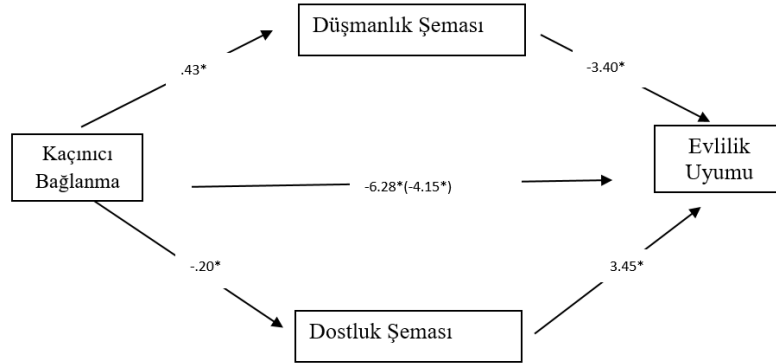 Düşmanlık Şeması
.43*
-3.40*
Kaçınıcı
Bağlanma
Evlilik
Uyumu
-6.28*(-4.15*)
-.20*
3.45*
Dostluk Şeması